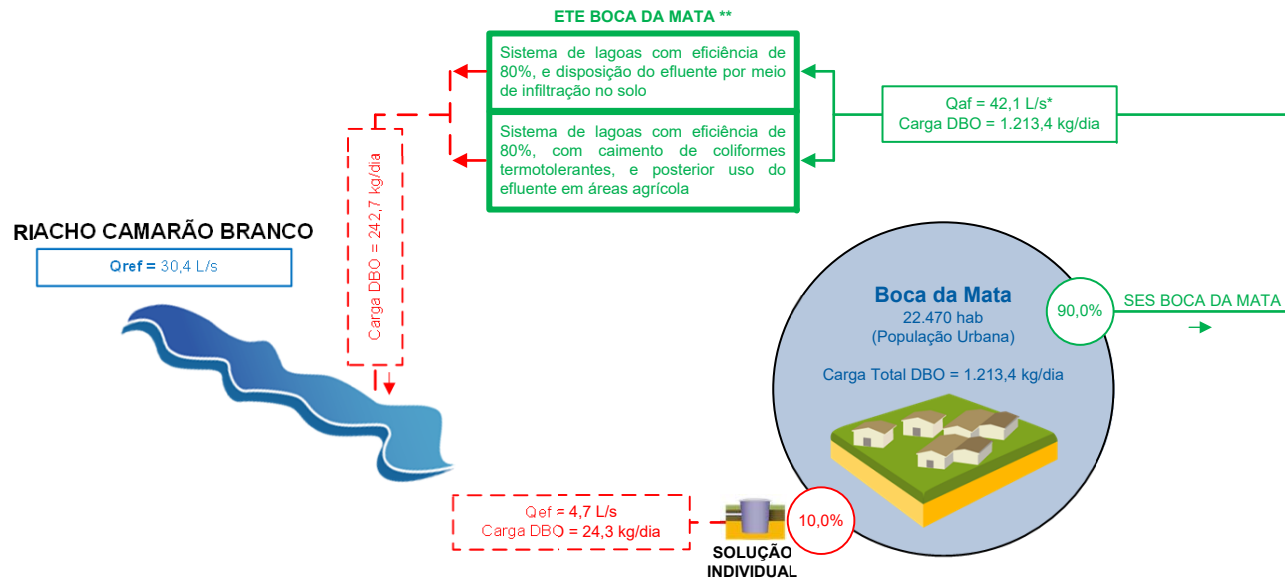 ETE BOCA DA MATA **
Sistema de lagoas com eficiência de
80%, e disposição do efluente por meio
de infiltração no solo
Sistema de lagoas com eficiência de
80%, com caimento de coliformes
termotolerantes, e posterior uso do
efluente em áreas agrícola
Qaf = 42,1 L/s*
Carga DBO = 1.213,4 kg/dia
Carga DBO = 242,7 kg/dia
RIACHO CAMARÃO BRANCO
Qref = 30,4 L/s
Boca da Mata
22.470 hab
(População Urbana)
Carga Total DBO = 1.213,4 kg/dia
90,0%
SES BOCA DA MATA
Qef = 4,7 L/s
Carga DBO = 24,3 kg/dia
10,0%
SOLUÇÃO
INDIVIDUAL